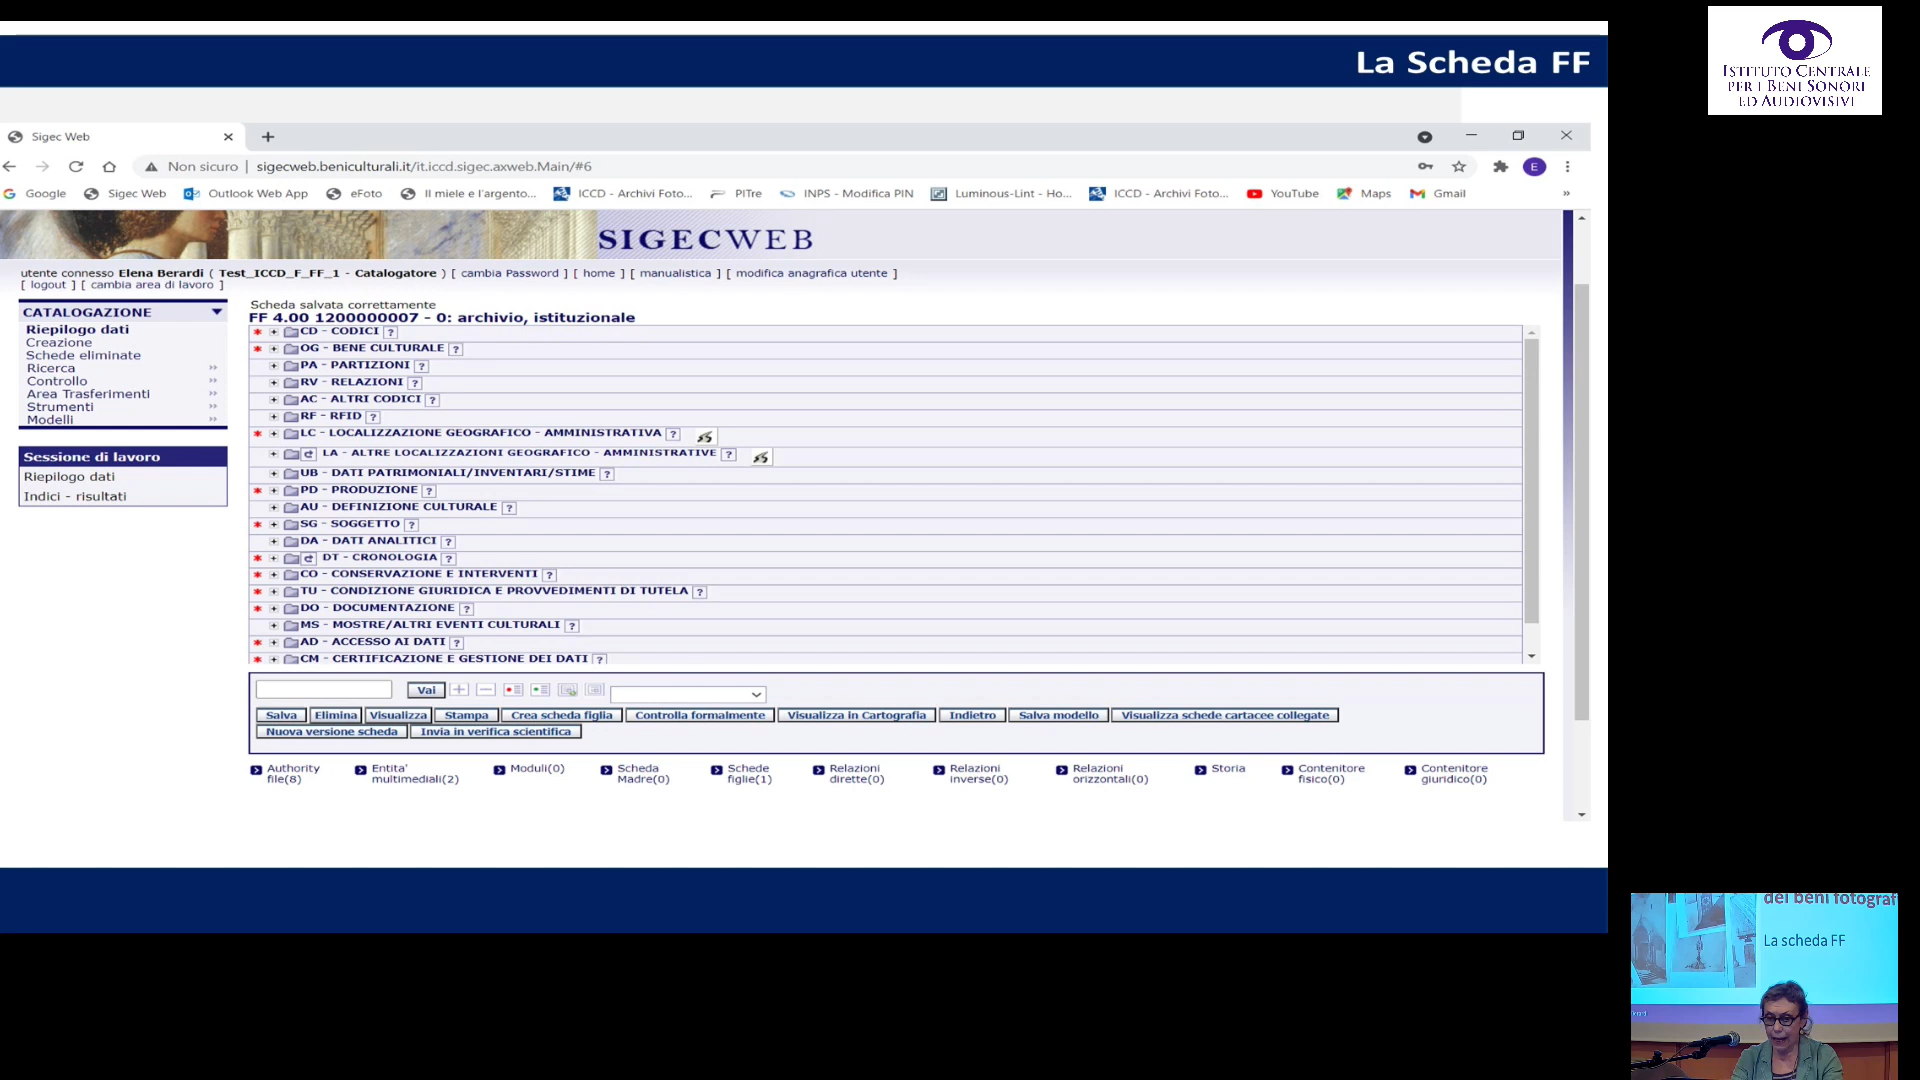 La Scheda FF
ISTITUTO CENTRALE
PER I BENI SONORI
ED AUDIOVISIVI
Sigec Web
Non sicuro | sigecweb.beniculturali.it/it.iccd.sigec.axweb.Main/#6
E
Google Sigec Web Outlook Web App eFoto Il miele e l'argento... ICCD - Archivi Foto... PITre INPS - Modifica PIN Luminous-Lint - Ho... ICCD - Archivi Foto... YouTube Maps Gmail »
SIGECWEB
utente connesso Elena Berardi ( Test_ICCD_F_FF_1 - Catalogatore ) [ cambia Password ] [ home ] [ manualistica ] [ modifica anagrafica utente ]
[ logout ] [ cambia area di lavoro ]
CATALOGAZIONE
Riepilogo dati
Creazione
Schede eliminate
Ricerca »
Controllo »
Area Trasferimenti »
Strumenti »
Modelli »
Sessione di lavoro
Riepilogo dati
Indici - risultati
Scheda salvata correttamente
FF 4.00 1200000007 - 0: archivio, istituzionale
* + CD - CODICI ?
* + OG - BENE CULTURALE ?
+ PA - PARTIZIONI ?
+ RV - RELAZIONI ?
+ AC - ALTRI CODICI ?
+ RF - RFID ?
* + LC - LOCALIZZAZIONE GEOGRAFICO - AMMINISTRATIVA ?
+ LA - ALTRE LOCALIZZAZIONI GEOGRAFICO - AMMINISTRATIVE ?
+ UB - DATI PATRIMONIALI/INVENTARI/STIME ?
* + PD - PRODUZIONE ?
+ AU - DEFINIZIONE CULTURALE ?
* + SG - SOGGETTO ?
+ DA - DATI ANALITICI ?
* + DT - CRONOLOGIA ?
* + CO - CONSERVAZIONE E INTERVENTI ?
* + TU - CONDIZIONE GIURIDICA E PROVVEDIMENTI DI TUTELA ?
* + DO - DOCUMENTAZIONE ?
+ MS - MOSTRE/ALTRI EVENTI CULTURALI ?
* + AD - ACCESSO AI DATI ?
* + CM - CERTIFICAZIONE E GESTIONE DEI DATI ?
Vai
Salva Elimina Visualizza Stampa Crea scheda figlia Controlla formalmente Visualizza in Cartografia Indietro Salva modello Visualizza schede cartacee collegate
Nuova versione scheda Invia in verifica scientifica
Authority file(8)
Entita' multimediali(2)
Moduli(0)
Scheda Madre(0)
Schede figlie(1)
Relazioni dirette(0)
Relazioni inverse(0)
Relazioni orizzontali(0)
Storia
Contenitore fisico(0)
Contenitore giuridico(0)
dei beni fotograf
La scheda FF